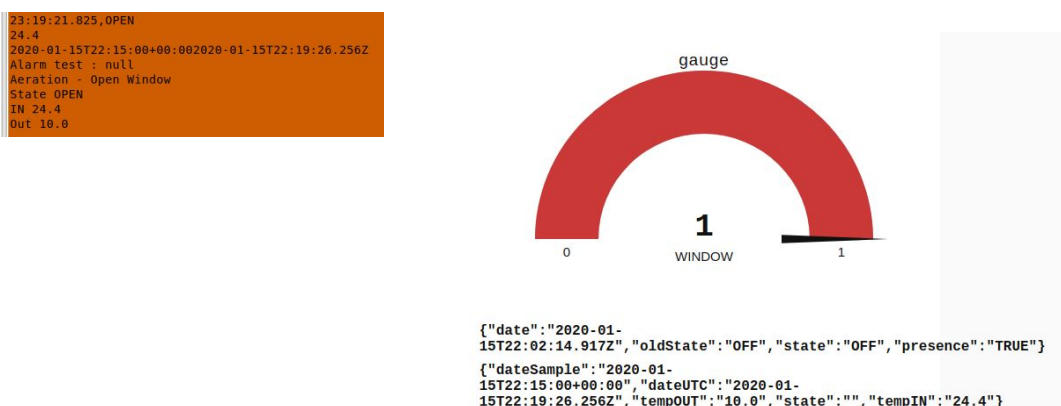 23:19:21.825,OPEN
24.4
2020-01-15T22:15:00+00:002020-01-15T22:19:26.256Z
Alarm test : null
Aeration - Open Window
State OPEN
IN 24.4
Out 10.0
gauge
1
0
WINDOW
1
{"date":"2020-01-
15T22:02:14.917Z","oldState":"OFF","state":"OFF","presence":"TRUE"}
{"dateSample":"2020-01-
15T22:15:00+00:00","dateUTC":"2020-01-
15T22:19:26.256Z","tempOUT":"10.0","state":"","tempIN":"24.4"}